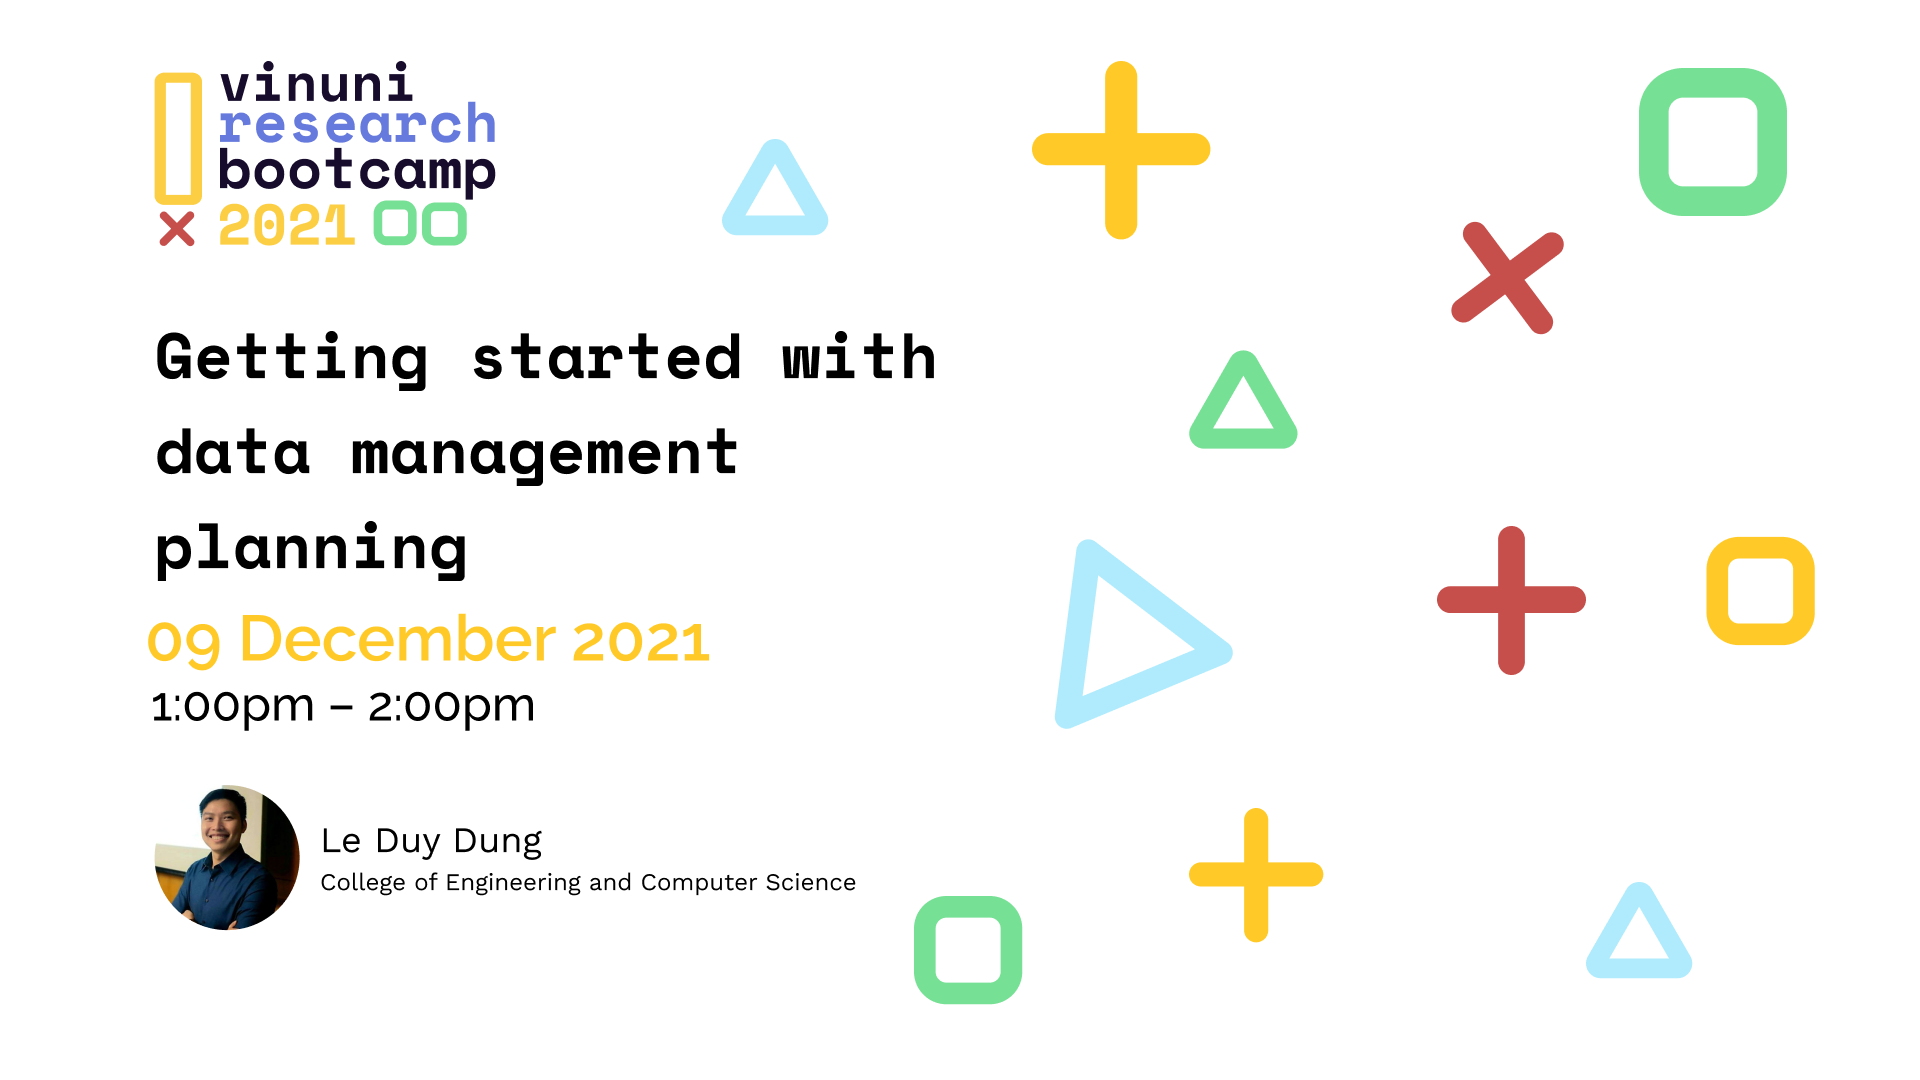 vinuni
research
bootcamp
2021
Getting started with
data management
planning
09 December 2021
1:00pm – 2:00pm
Le Duy Dung
College of Engineering and Computer Science